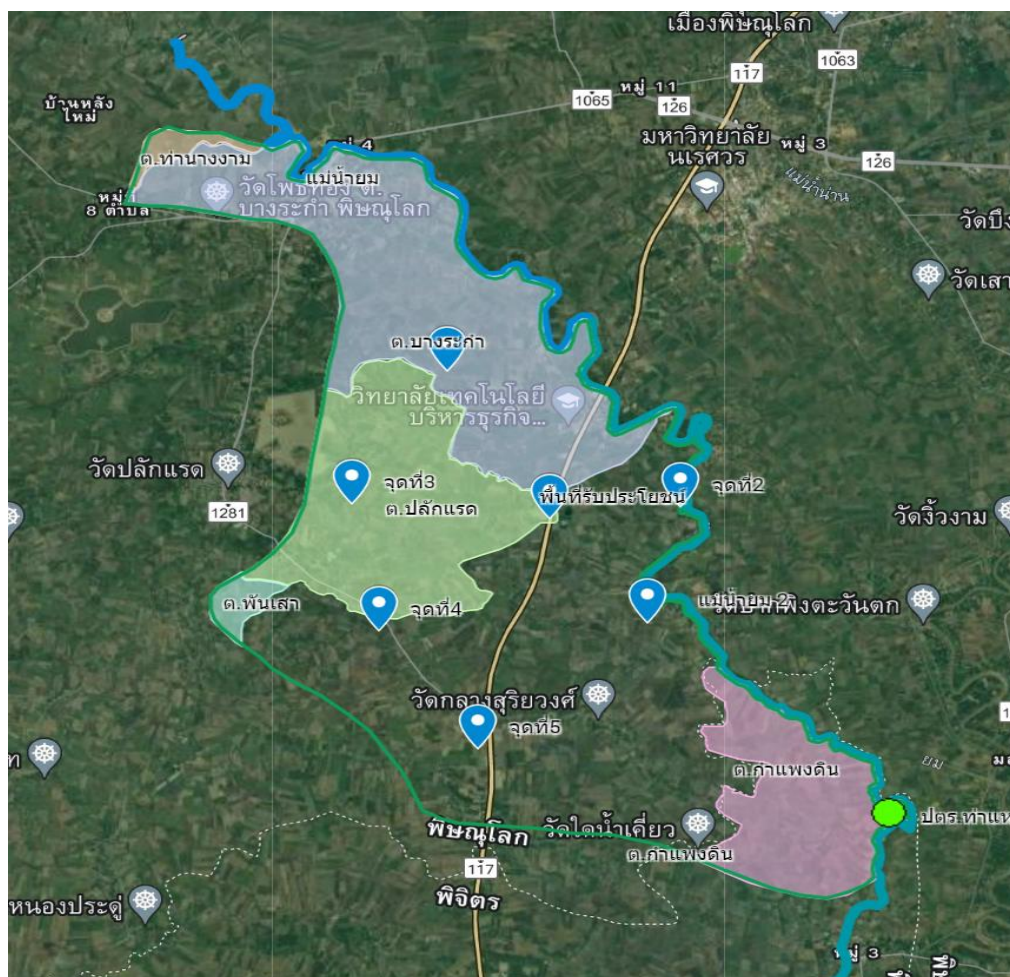 เมืองพิษณุโลก
1063
117
หมู่ 11
1065
126
บ้านหลัง
ใหม่
มหาวิทยาลัย
นเรศวร
หมู่ 3
126
หมู่ 4
ต.ท่านางงาม
แม่น้ำยม
แม่น้ำน่าน
วัดโพธิ์ทอง ต.
บางระกำ พิษณุโลก
8 ตำบล
วัดบึง
วัดเสา
ต.บางระกำ
วิทยาลัยเทคโนโลยี
บริหารธุรกิจ...
วัดปลักแรด
จุดที่3
จุดที่2
พื้นที่รับประโยชน์
ต.ปลักแรด
1281
วัดงิ้วงาม
ต.พันเสา
จุดที่4
แม่น้ำยม 2
วัดกลางสุริยวงศ์
จุดที่5
ยม
ต.กำแพงดิน
ปตร.ท่าแห
พิษณุโลก
วัดใดน้ำเคี่ยว
ต.กำแพงดิน
117
พิจิตร
หนองประดู่
หมู่ 3